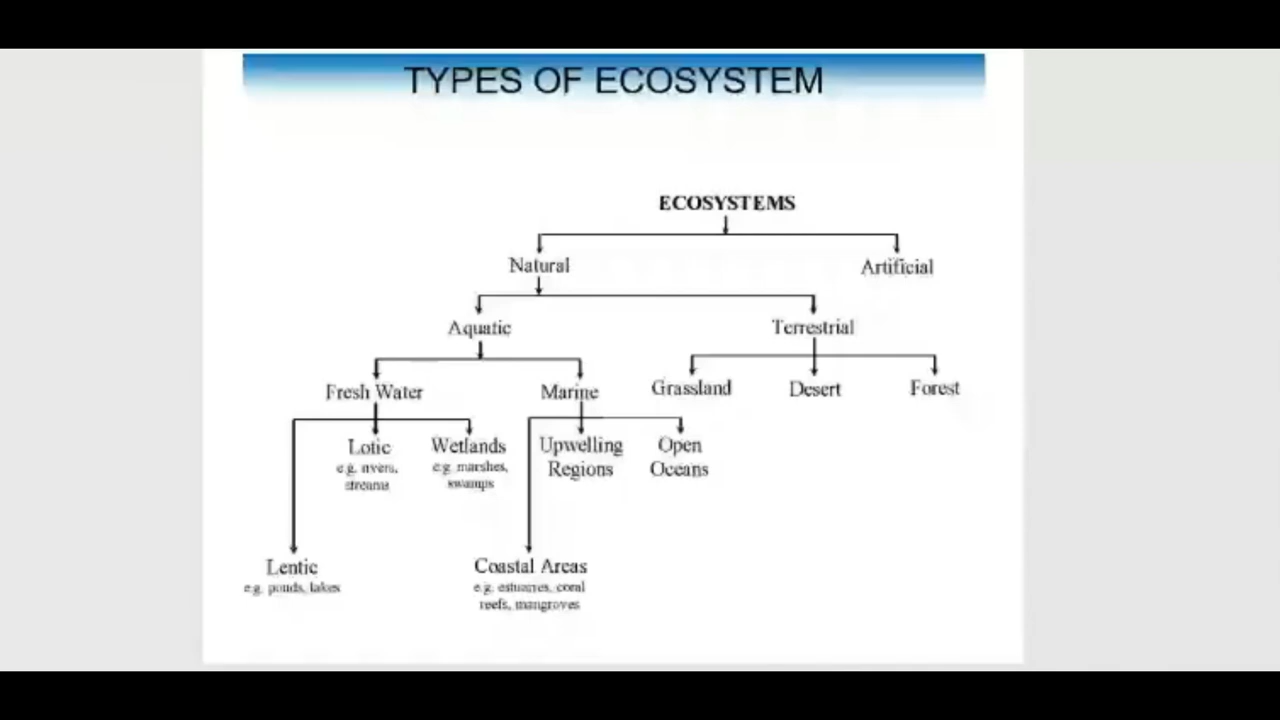 TYPES OF ECOSYSTEM
ECOSYSTEMS
Natural
Artificial
Aquatic
Terrestrial
Fresh Water
Marine
Grassland
Desert
Forest
Lotic
e.g. rivers,
streams
Wetlands
e.g. marshes,
swamps
Upwelling
Regions
Open
Oceans
Lentic
e.g. ponds, lakes
Coastal Areas
e.g. estuaries, coral
reefs, mangroves